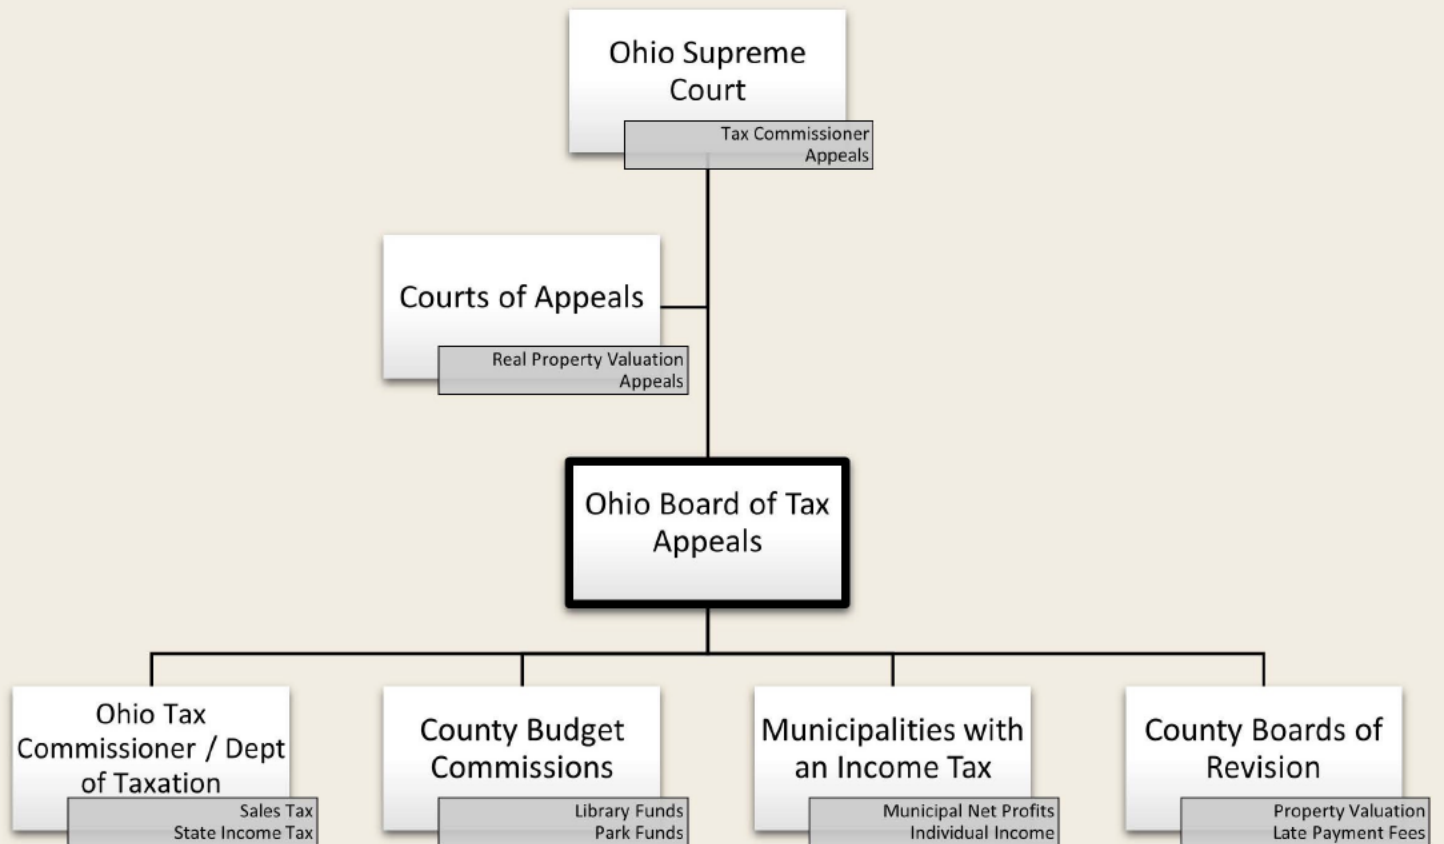 Ohio Supreme
Court
Tax Commissioner
Appeals
Courts of Appeals
Real Property Valuation
Appeals
Ohio Board of Tax
Appeals
Ohio Tax
Commissioner / Dept
of Taxation
Sales Tax
State Income Tax
County Budget
Commissions
Library Funds
Park Funds
Municipalities with
an Income Tax
Municipal Net Profits
Individual Income
County Boards of
Revision
Property Valuation
Late Payment Fees